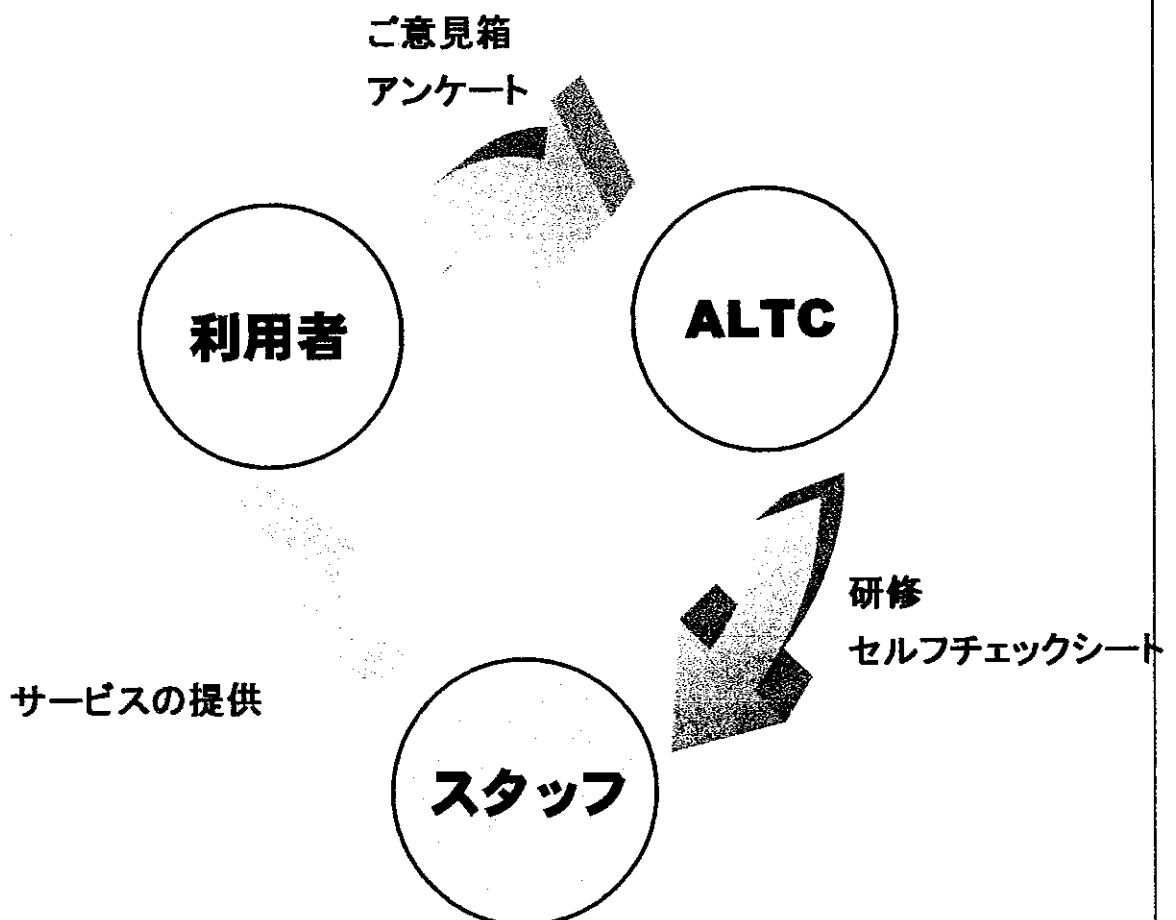 ご意見箱
アンケート
利用者
ALTC
研修
セルフチェックシート
サービスの提供
スタッフ